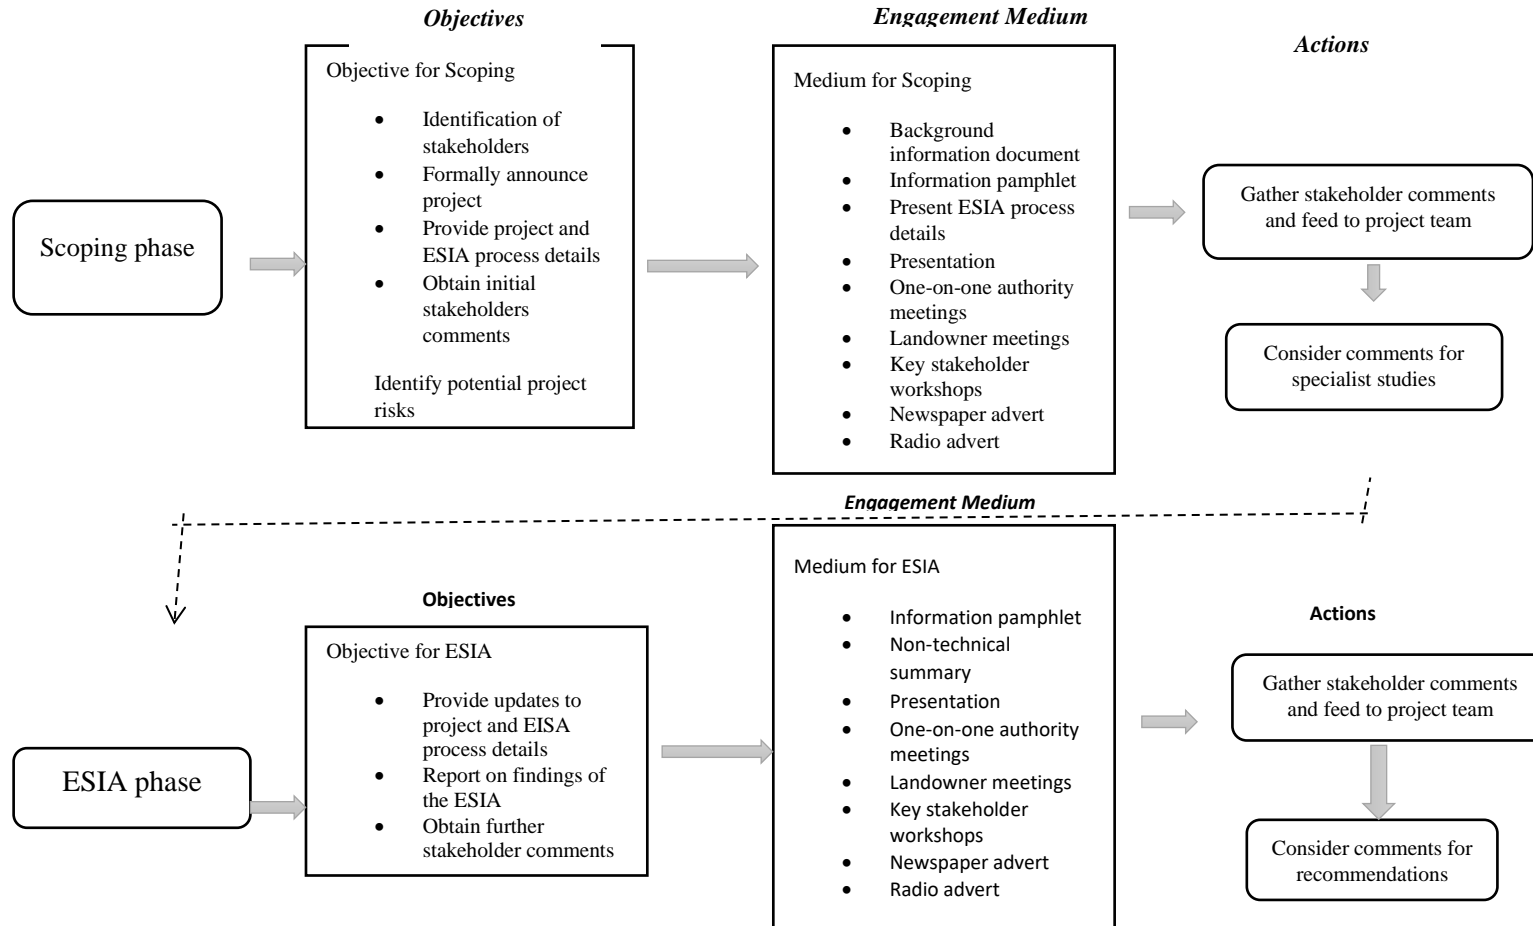 Objectives
Engagement Medium
Actions
Scoping phase
Objective for Scoping
• Identification of
stakeholders
• Formally announce
project
• Provide project and
ESIA process details
• Obtain initial
stakeholders
comments
Identify potential project
risks
Medium for Scoping
• Background
information document
• Information pamphlet
• Present ESIA process
details
• Presentation
• One-on-one authority
meetings
• Landowner meetings
• Key stakeholder
workshops
• Newspaper advert
• Radio advert
Gather stakeholder comments
and feed to project team
Consider comments for
specialist studies
Engagement Medium
Objectives
Actions
ESIA phase
Objective for ESIA
• Provide updates to
project and EISA
process details
• Report on findings of
the ESIA
• Obtain further
stakeholder comments
Medium for ESIA
• Information pamphlet
• Non-technical
summary
• Presentation
• One-on-one authority
meetings
• Landowner meetings
• Key stakeholder
workshops
• Newspaper advert
• Radio advert
Gather stakeholder comments
and feed to project team
Consider comments for
recommendations